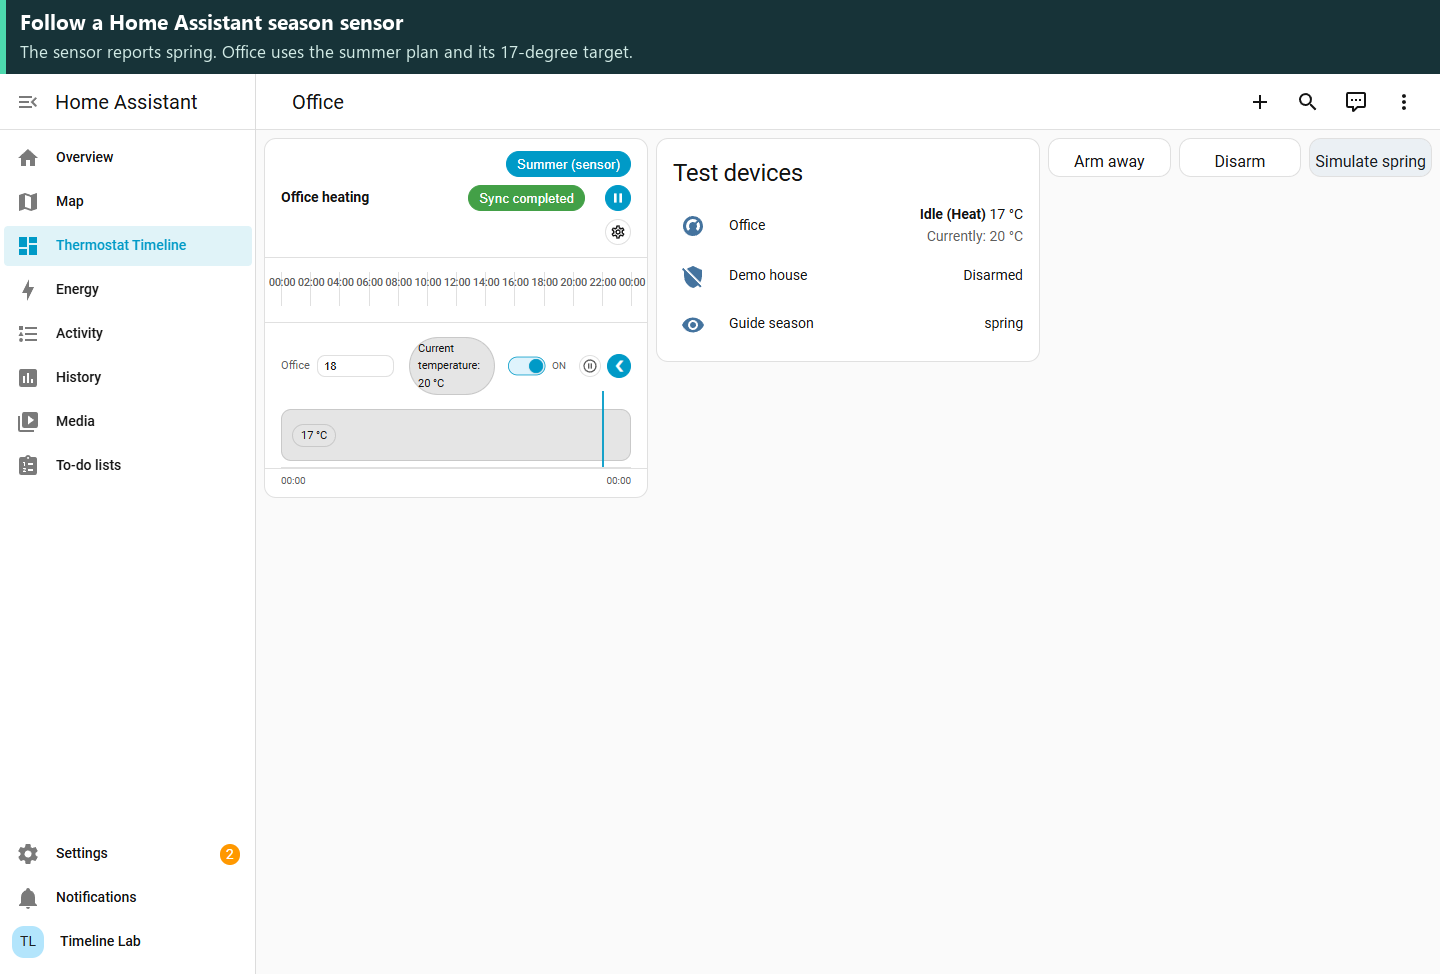 Follow a Home Assistant season sensor
The sensor reports spring. Office uses the summer plan and its 17-degree target.
Home Assistant
Office
Overview
Map
Thermostat Timeline
Energy
Activity
History
Media
To-do lists
Settings
2
Notifications
TL
Timeline Lab
Summer (sensor)
Office heating
Sync completed
00:00 02:00 04:00 06:00 08:00 10:00 12:00 14:00 16:00 18:00 20:00 22:00 00:00
Office
18
Current
temperature:
20 °C
ON
17 °C
00:00
00:00
Test devices
Office
Idle (Heat) 17 °C
Currently: 20 °C
Demo house
Disarmed
Guide season
spring
Arm away
Disarm
Simulate spring